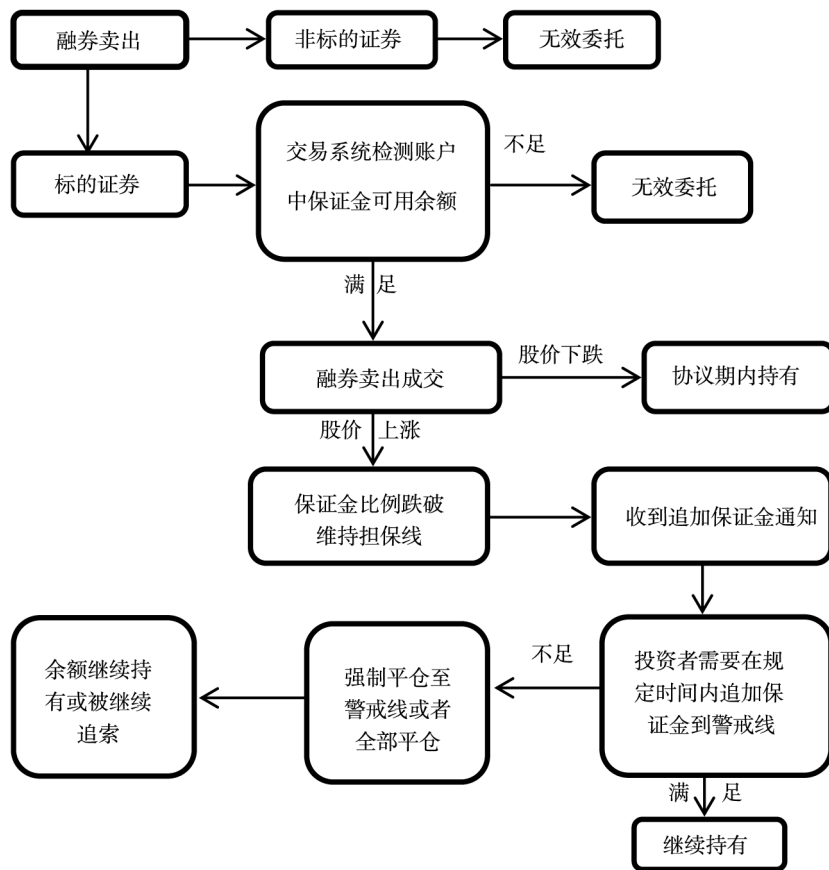 融券卖出
非标的证券
无效委托
标的证券
交易系统检测账户
中保证金可用余额
不足
无效委托
满 足
融券卖出成交
股价下跌
协议期内持有
股价 上涨
保证金比例跌破
维持担保线
收到追加保证金通知
投资者需要在规
定时间内追加保
证金到警戒线
不足
强制平仓至
警戒线或者
全部平仓
余额继续持
有或被继续
追索
满 足
继续持有